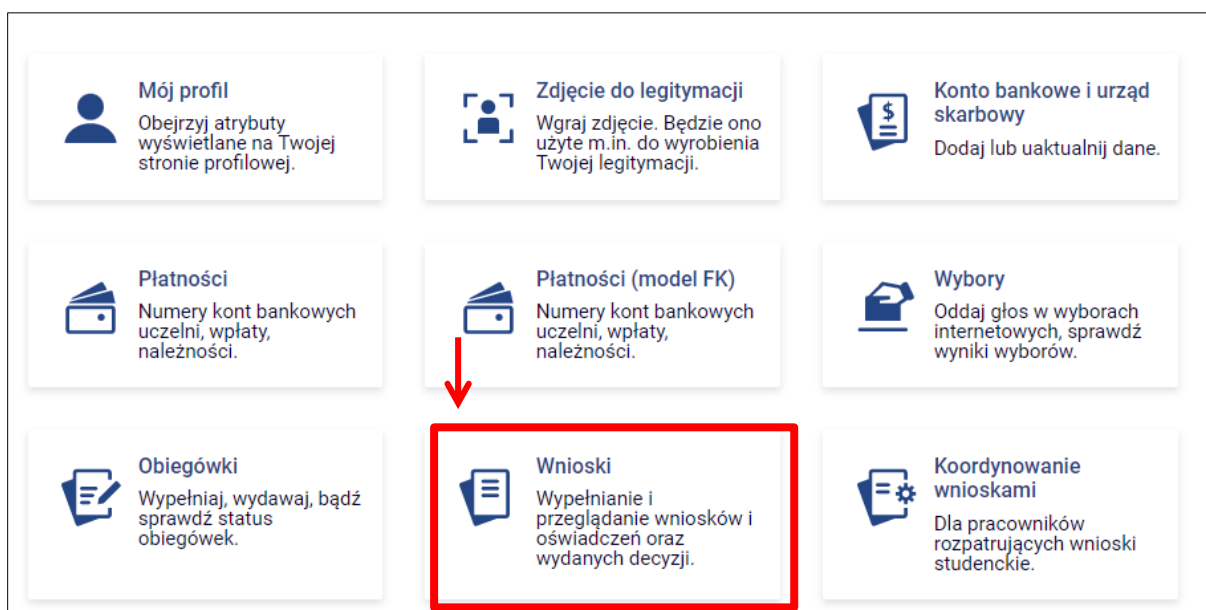 Mój profil
Obejrzyj atrybuty
wyświetlane na Twojej
stronie profilowej.
Zdjęcie do legitymacji
Wgraj zdjęcie. Będzie ono
użyte m.in. do wyrobienia
Twojej legitymacji.
Konto bankowe i urząd
skarbowy
Dodaj lub uaktualnij dane.
Płatności
Numery kont bankowych
uczelni, wpłaty,
należności.
Płatności (model FK)
Numery kont bankowych
uczelni, wpłaty,
należności.
Wybory
Oddaj głos w wyborach
internetowych, sprawdź
wyniki wyborów.
Obiegówki
Wypełniaj, wydawaj, bądź
sprawdź status
obiegówek.
Wnioski
Wypełnianie i
przeglądanie wniosków i
oświadczeń oraz
wydanych decyzji.
Koordynowanie
wnioskami
Dla pracowników
rozpatrujących wnioski
studenckie.